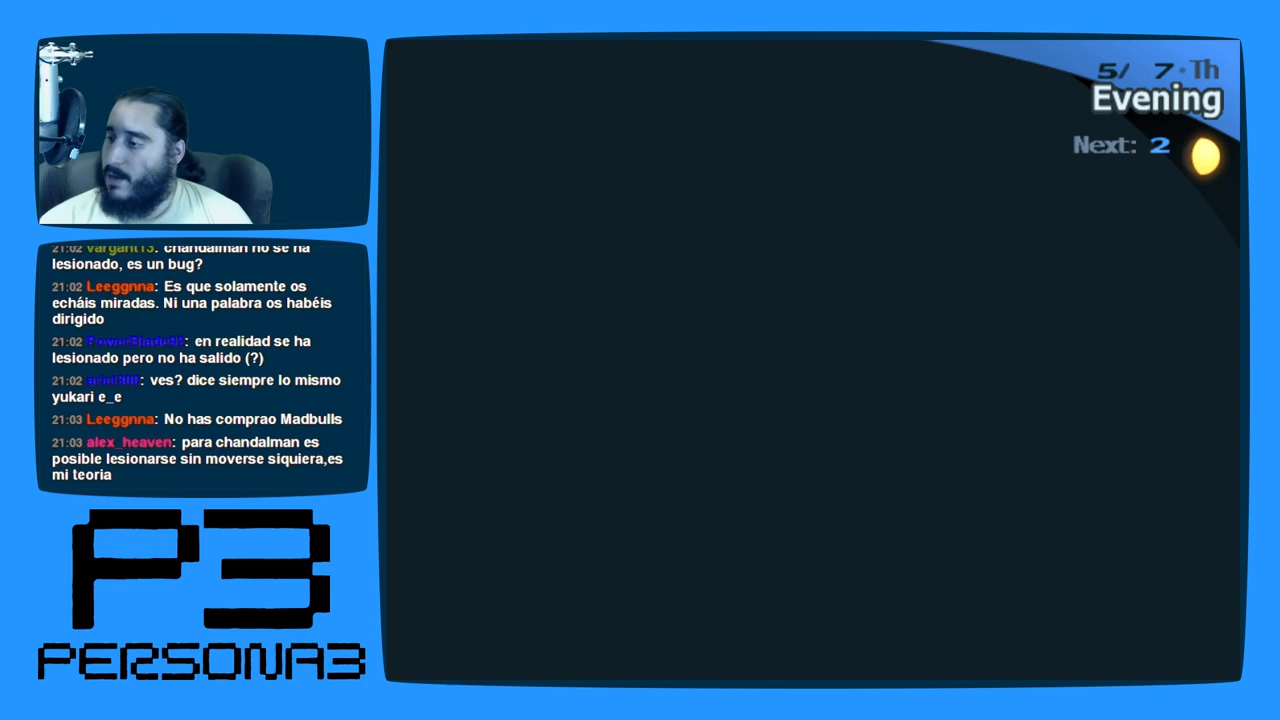 5/ 7・Th
Evening
Next: 2
21:02 vargant13: chandalman no se ha
lesionado, es un bug?
21:02 Leeggnna: Es que solamente os
echáis miradas. Ni una palabra os habéis
dirigido
21:02 PowerBlade92: en realidad se ha
lesionado pero no ha salido (?)
21:02 : ves? dice siempre lo mismo
yukari e_e
21:03 Leeggnna: No has comprao Madbulls
21:03 alex_heaven: para chandalman es
posible lesionarse sin moverse siquiera,es
mi teoria
P3
PERSONA3